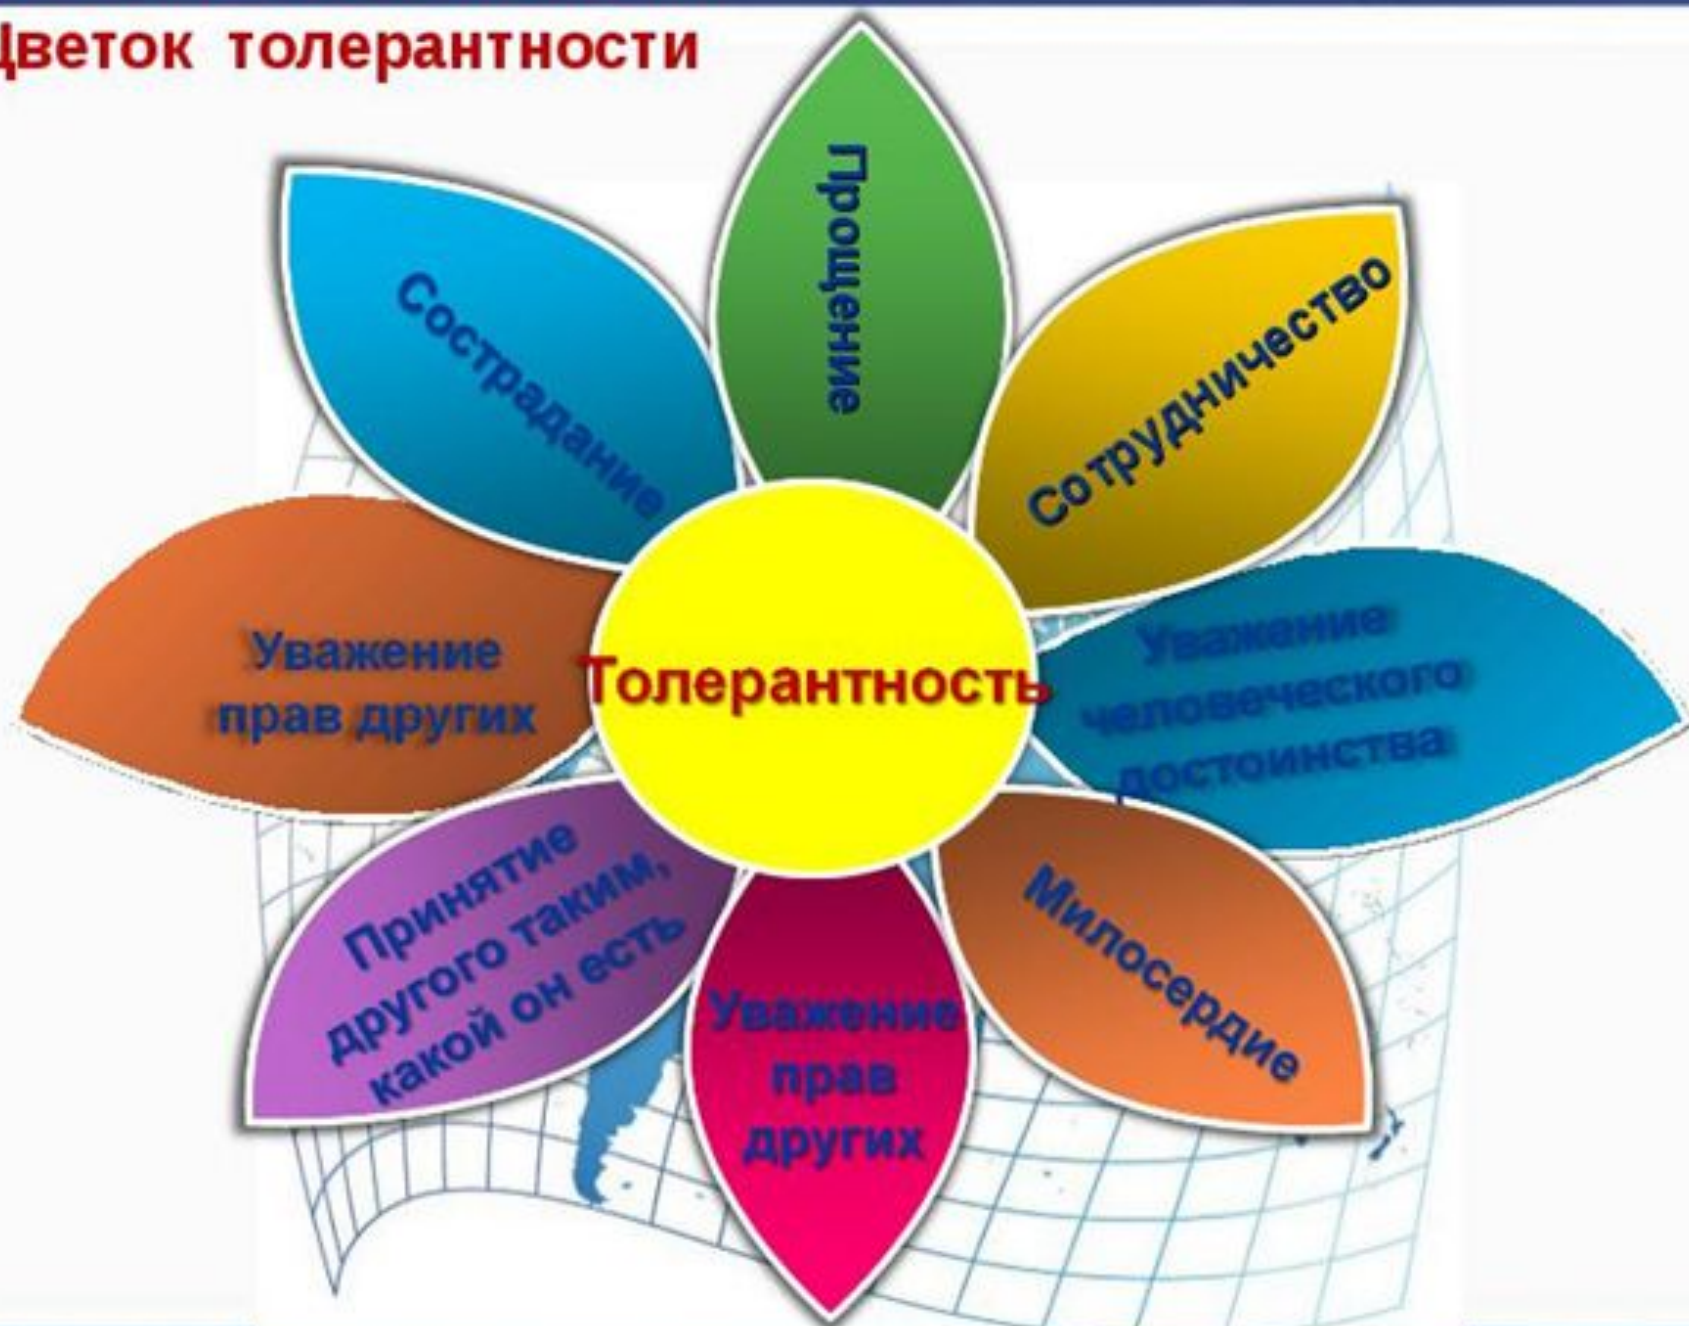 Цветок толерантности
Прощение
Сострадание
Сотрудничество
Уважение
прав других
Толерантность
Уважение
человеческого
достоинства
Принятие
другого таким,
какой он есть
Милосердие
Уважение
прав
других